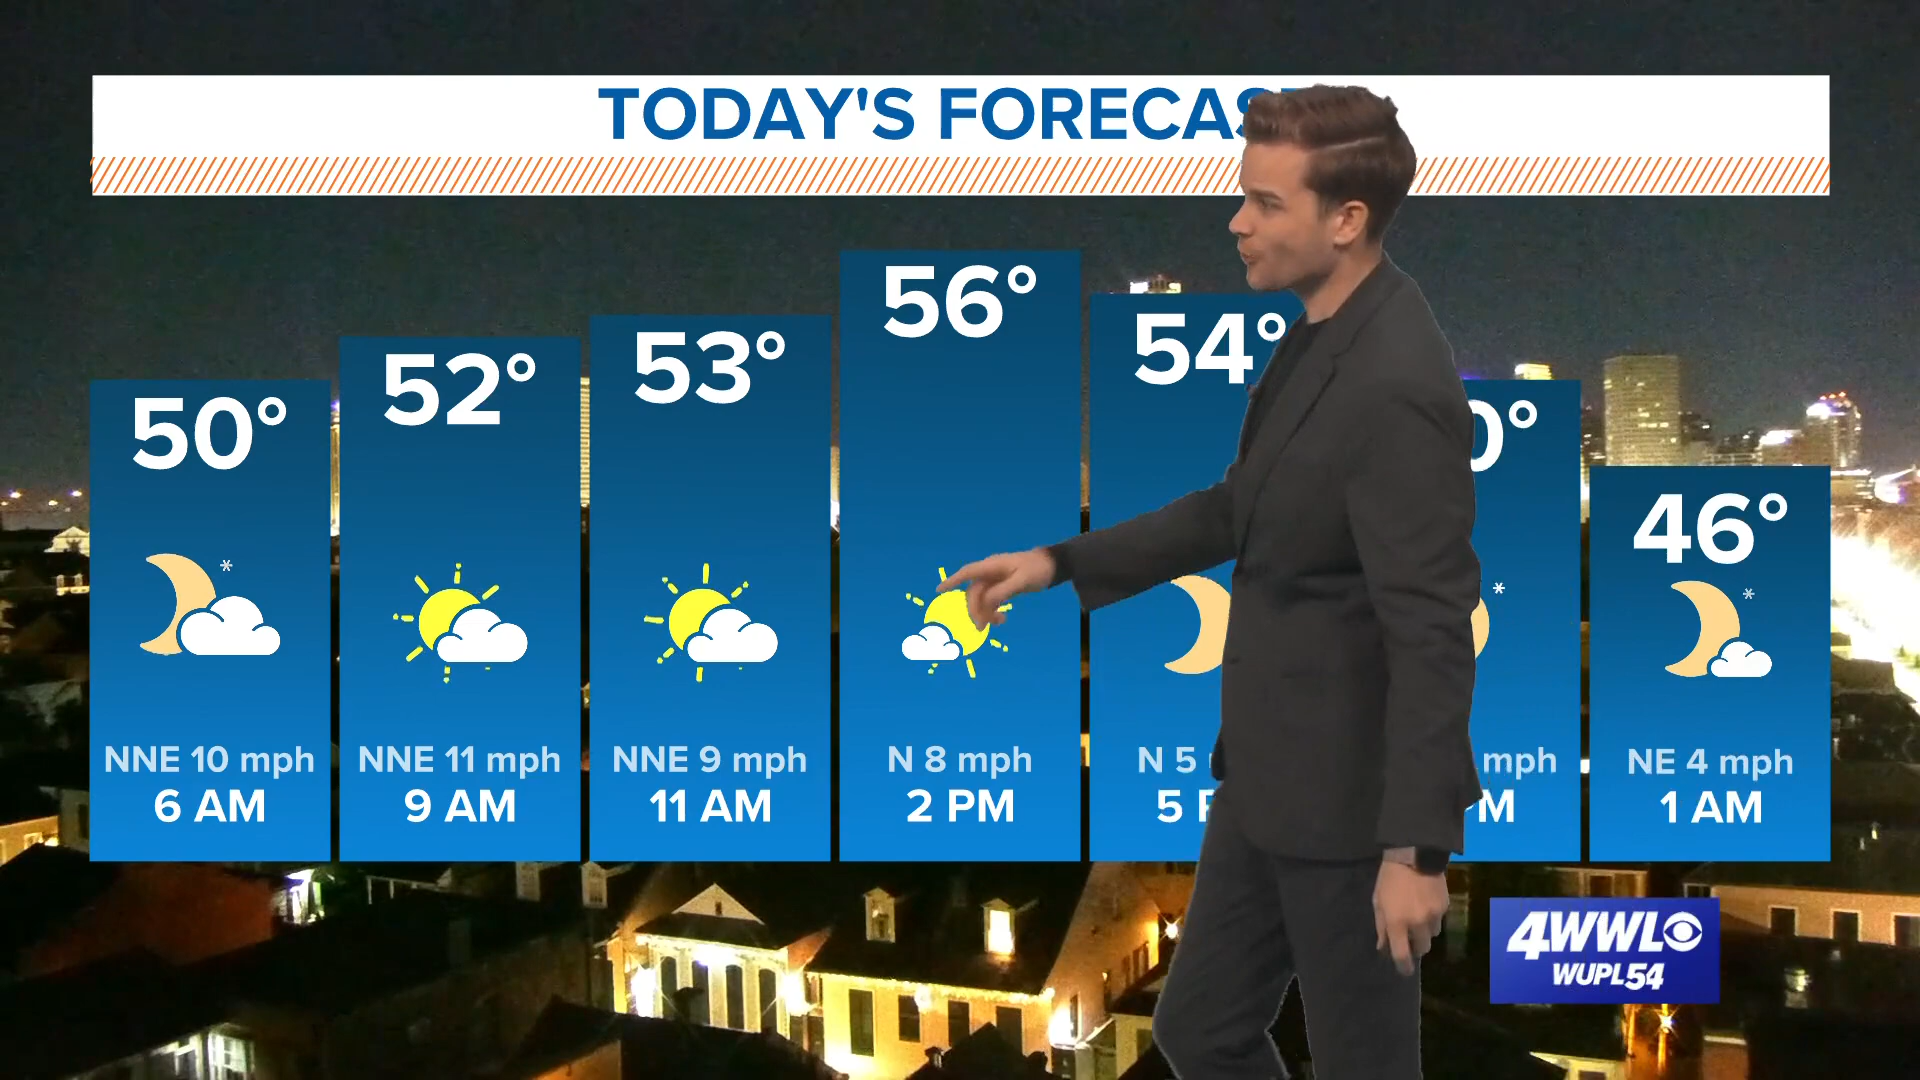 TODAY'S FORECAS
50° 52° 53° 56° 54° 0° 46°
NNE 10 mph NNE 11 mph NNE 9 mph N 8 mph N 5 mph NE 4 mph
6 AM 9 AM 11 AM 2 PM 5 P M 1 AM
4WWL
WUPL54